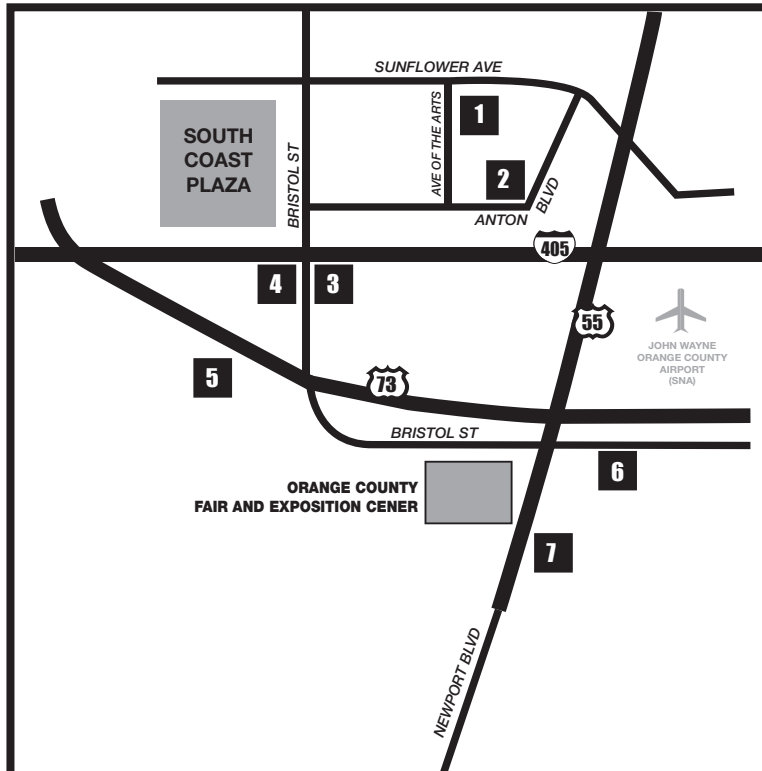 SUNFLOWER AVE
AVE OF THE ARTS
1
SOUTH
COAST
PLAZA
BRISTOL ST
2
ANTON
BLVD
405
4
3
55
JOHN WAYNE
ORANGE COUNTY
AIRPORT
(SNA)
5
73
BRISTOL ST
6
ORANGE COUNTY
FAIR AND EXPOSITION CENER
7
NEWPORT BLVD